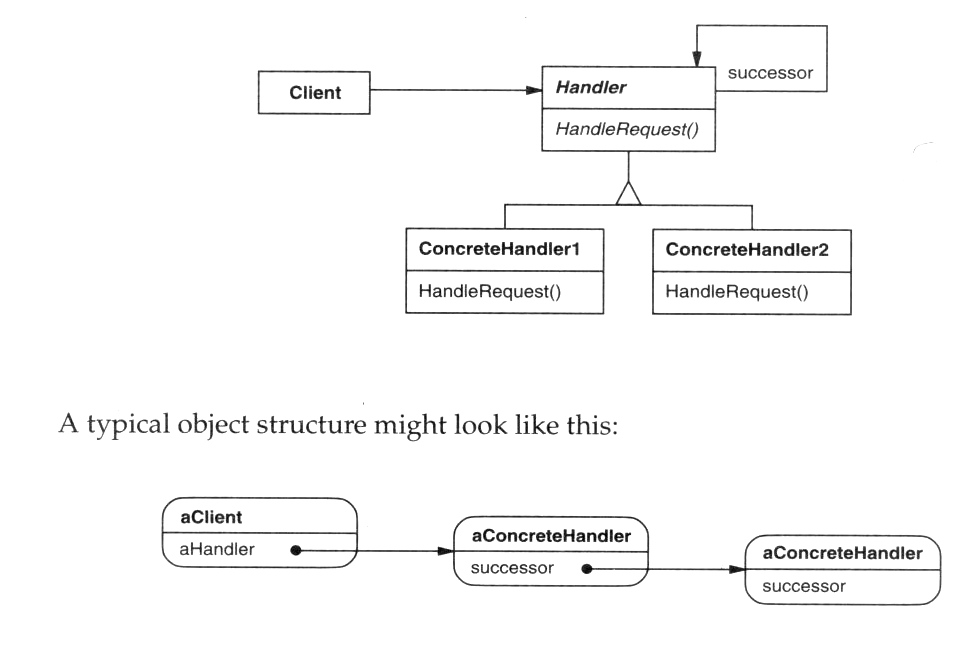 Client
Handler
successor
HandleRequest()
ConcreteHandler1
ConcreteHandler2
HandleRequest()
HandleRequest()
A typical object structure might look like this:
aClient
aHandler
aConcreteHandler
successor
aConcreteHandler
successor